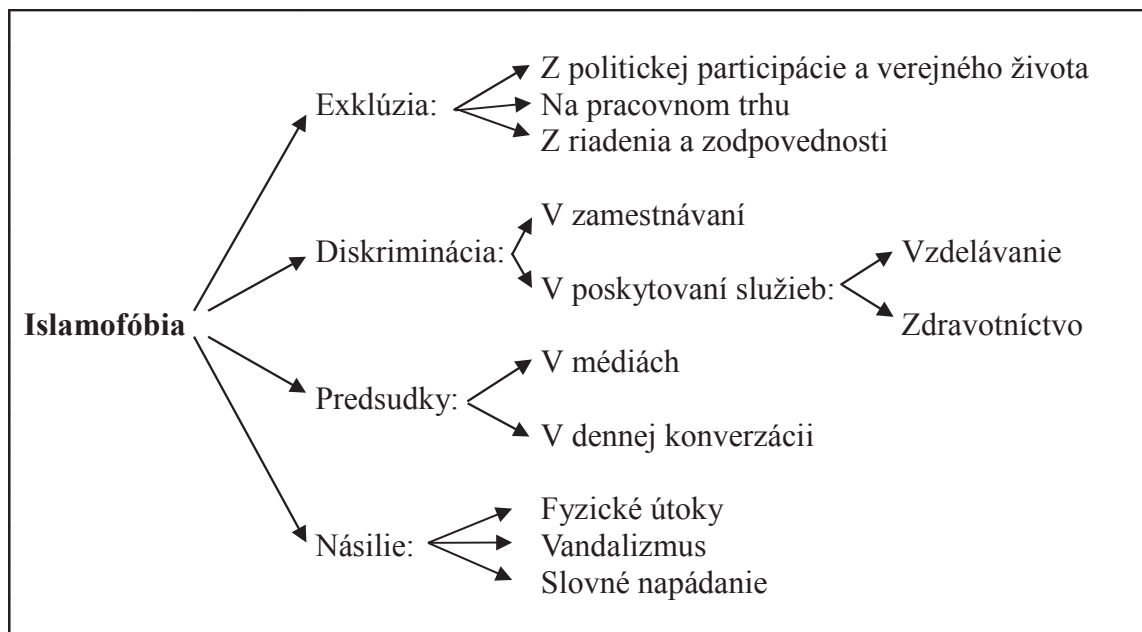 Islamofóbia
Exklúzia:
Z politickej participácie a verejného života
Na pracovnom trhu
Z riadenia a zodpovednosti
Diskriminácia:
V zamestnávaní
V poskytovaní služieb:
Vzdelávanie
Zdravotníctvo
Predsudky:
V médiách
V dennej konverzácii
Násilie:
Fyzické útoky
Vandalizmus
Slovné napádanie